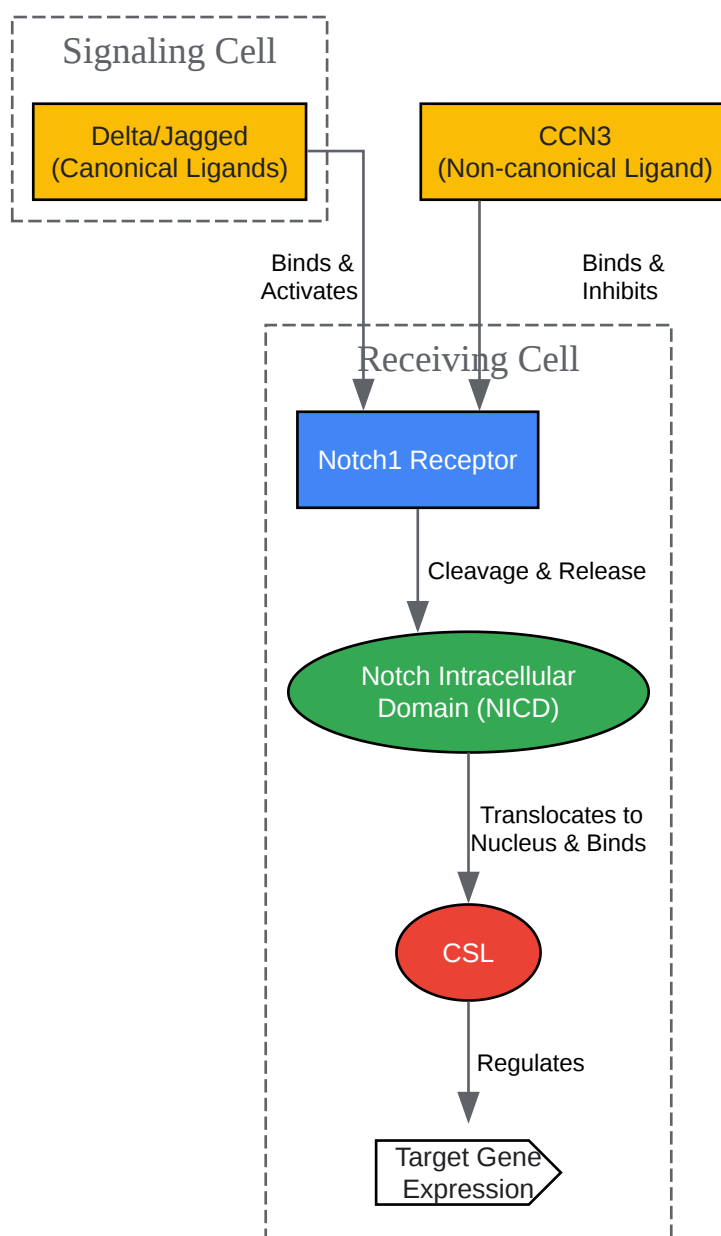 Signaling Cell
Delta/Jagged
(Canonical Ligands)
CCN3
(Non-canonical Ligand)
Binds &
Activates
Binds &
Inhibits
Receiving Cell
Notch1 Receptor
Cleavage & Release
Notch Intracellular
Domain (NICD)
Translocates to
Nucleus & Binds
CSL
Regulates
Target Gene
Expression